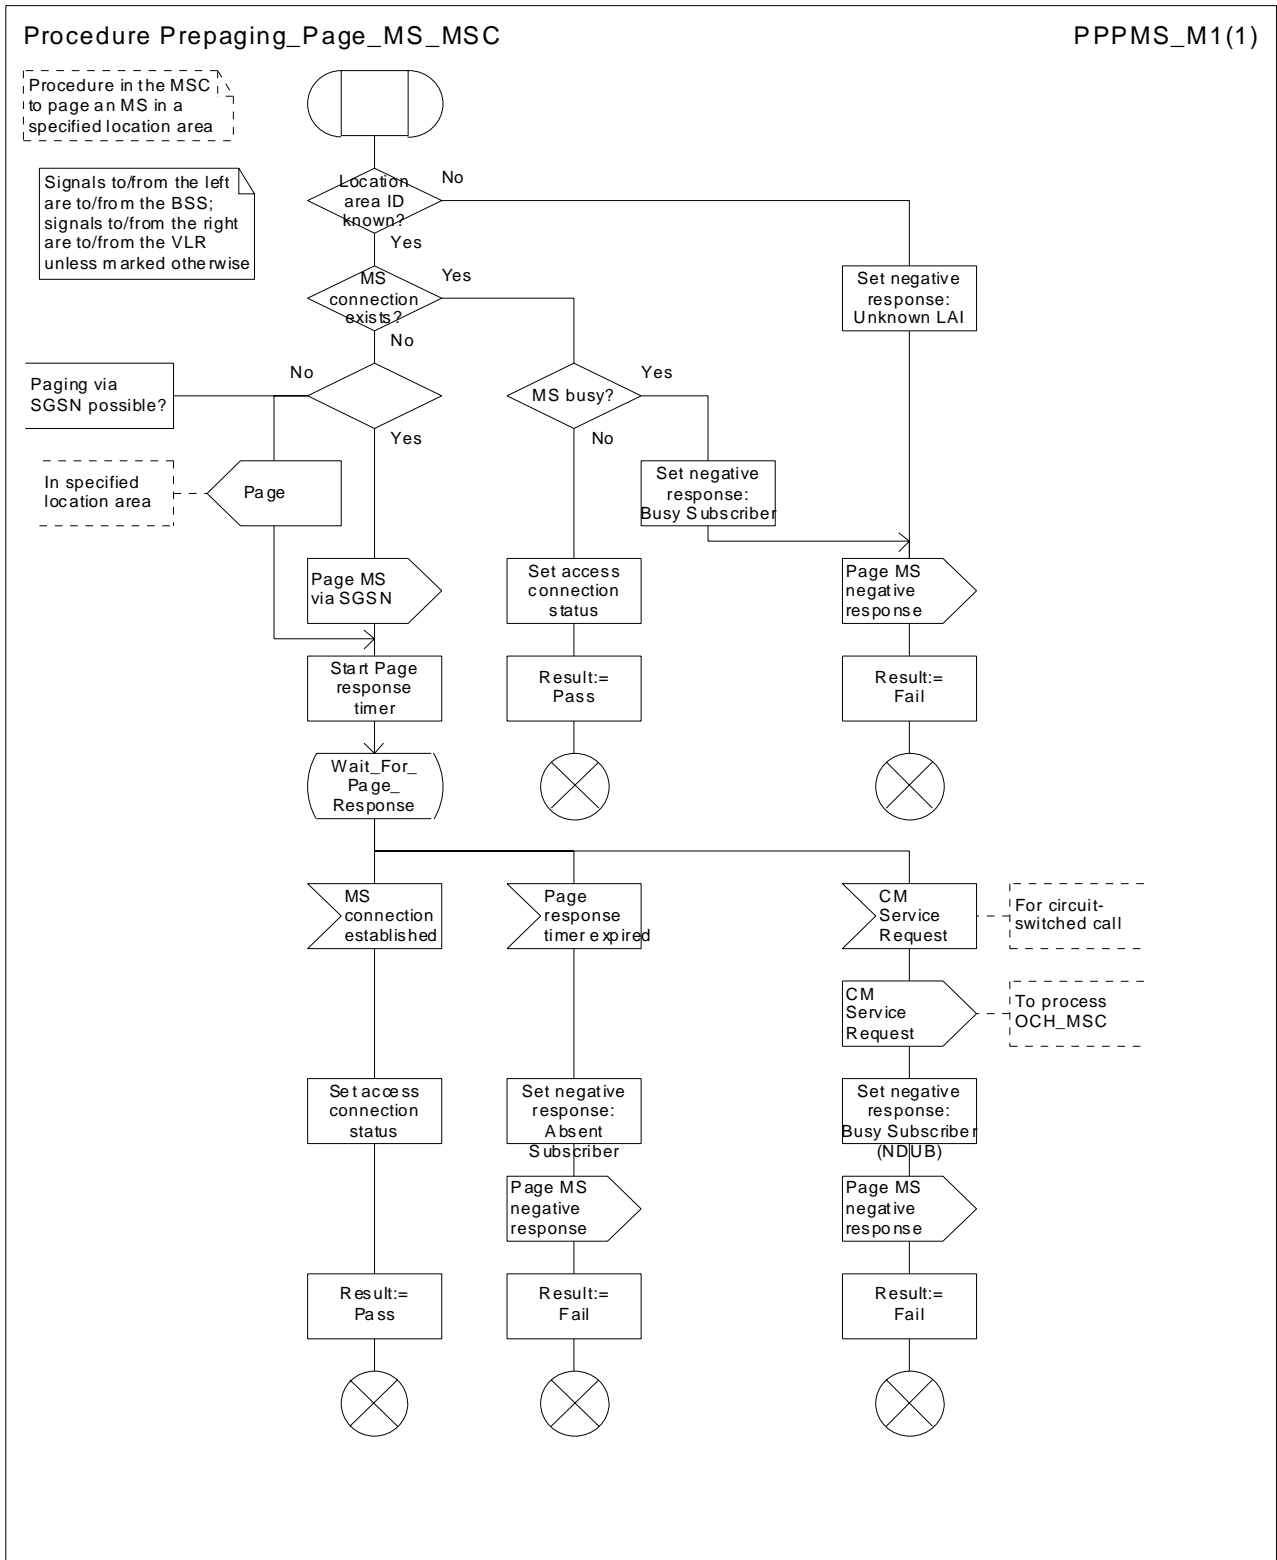 Procedure Prepaging_Page_MS_MSC
PPPMS_M1(1)
Procedure in the MSC
to page an MS in a
specified location area
Signals to/from the left
are to/from the BSS;
signals to/from the right
are to/from the VLR
unless marked otherwise
Location
area ID
known?
No
Yes
MS
connection
exists?
Yes
No
Set negative
response:
Unknown LAI
Paging via
SGSN possible?
No
Yes
MS busy?
Yes
No
In specified
location area
Page
Set negative
response:
Busy Subscriber
Page MS
via SGSN
Set access
connection
status
Page MS
negative
response
Start Page
response
timer
Result:=
Pass
Result:=
Fail
Wait_For_
Page_
Response
MS
connection
established
Page
response
timer expired
CM
Service
Request
For circuit-
switched call
CM
Service
Request
To process
OCH_MSC
Set access
connection
status
Set negative
response:
Absent
Subscriber
Set negative
response:
Busy Subscriber
(NDUB)
Page MS
negative
response
Page MS
negative
response
Result:=
Pass
Result:=
Fail
Result:=
Fail